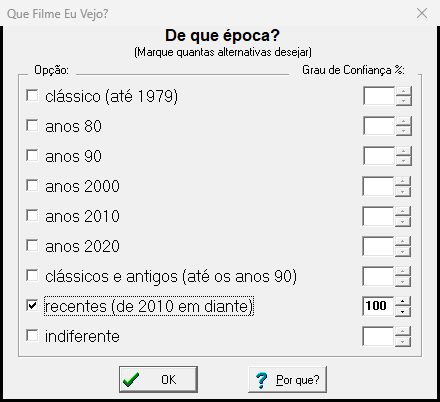 Que Filme Eu Vejo?
De que época?
(Marque quantas alternativas desejar)
Opção: Grau de Confiança %:
clássico (até 1979)
anos 80
anos 90
anos 2000
anos 2010
anos 2020
clássicos e antigos (até os anos 90)
recentes (de 2010 em diante) 100
indiferente
OK ? Por que?